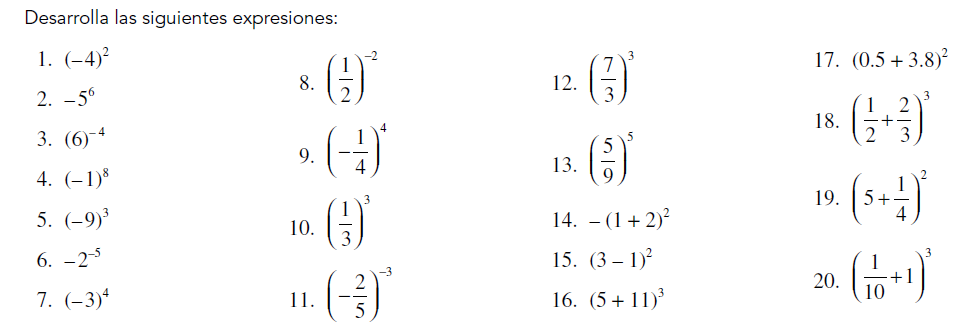 Desarrolla las siguientes expresiones:
1. (–4)²
2. –5⁶
3. (6)⁻⁴
4. (–1)⁸
5. (–9)³
6. –2⁻⁵
7. (–3)⁴
8. (1/2)⁻²
9. (–1/4)⁴
10. (1/3)³
11. (–2/5)⁻³
12. (7/3)³
13. (5/9)⁵
14. – (1 + 2)²
15. (3 – 1)²
16. (5 + 11)³
17. (0.5 + 3.8)²
18. (1/2 + 2/3)³
19. (5 + 1/4)²
20. (1/10 + 1)³